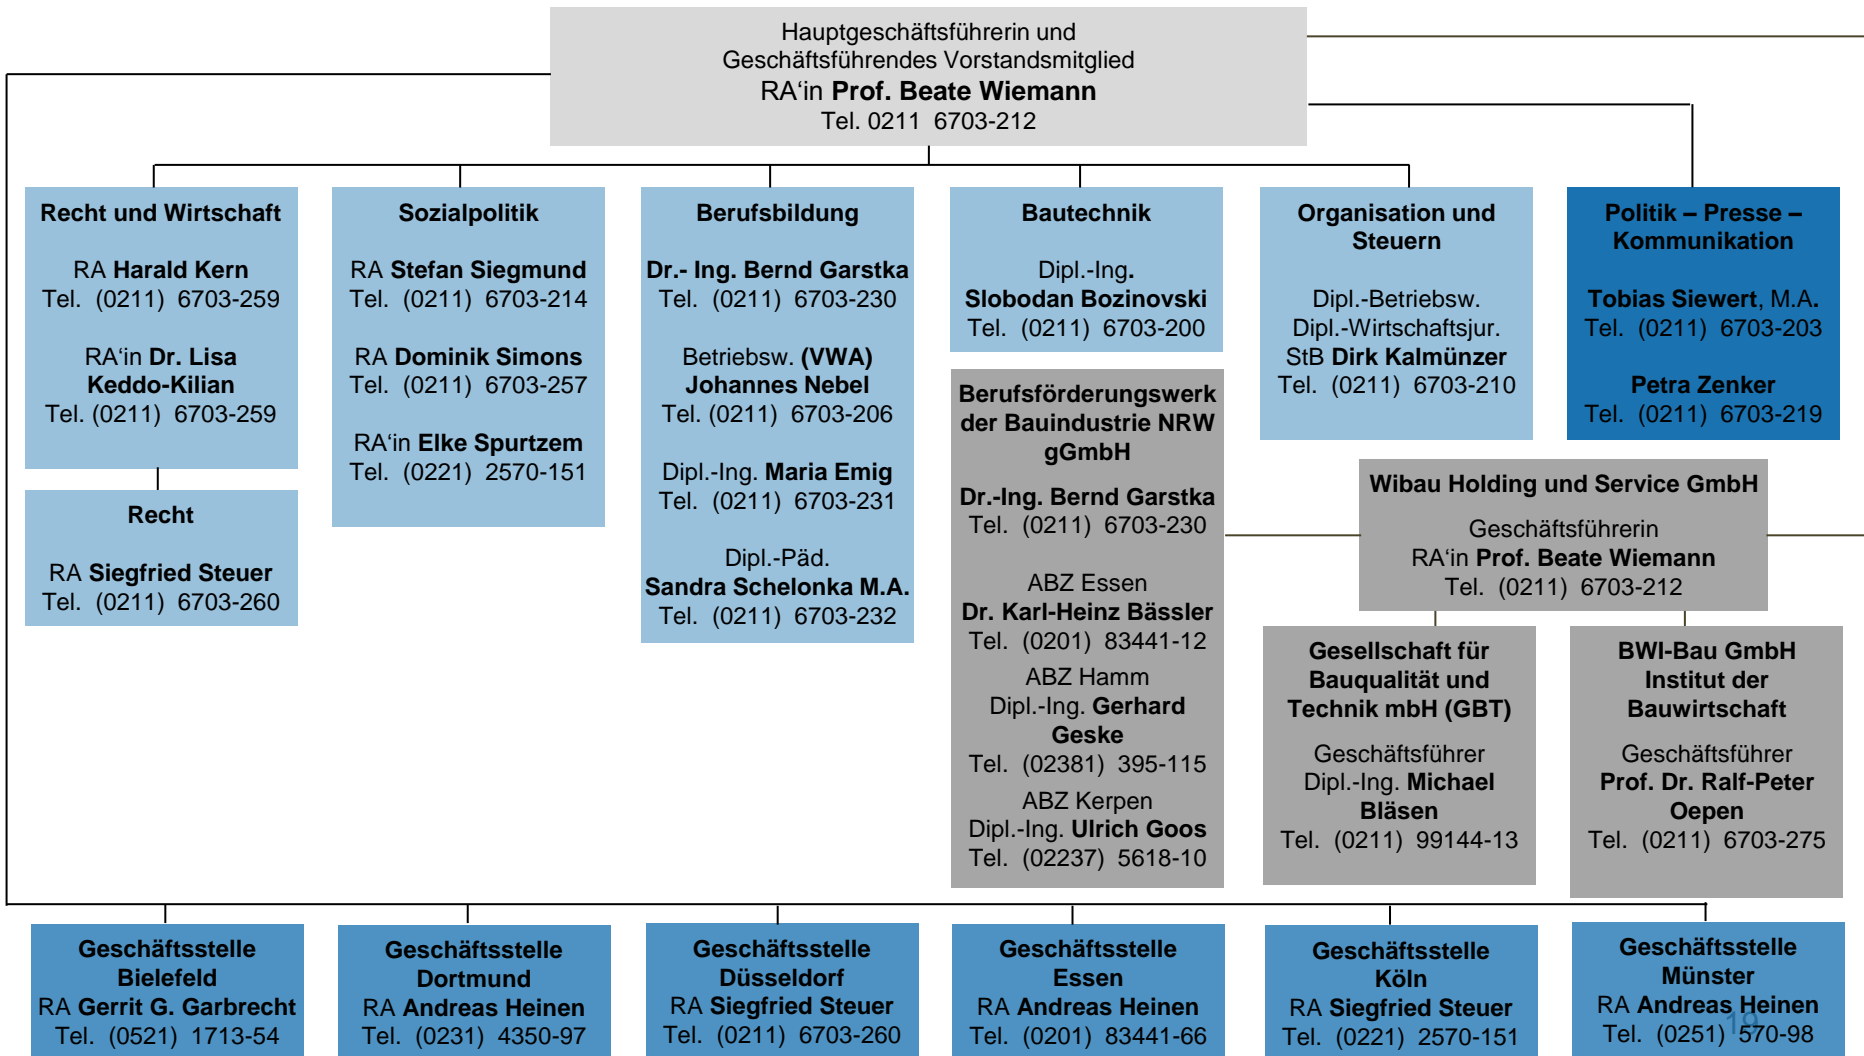 Hauptgeschäftsführerin und
Geschäftsführendes Vorstandsmitglied
RA‘in Prof. Beate Wiemann
Tel. 0211 6703-212
Recht und Wirtschaft
RA Harald Kern
Tel. (0211) 6703-259
RA‘in Dr. Lisa
Keddo-Kilian
Tel. (0211) 6703-259
Recht
RA Siegfried Steuer
Tel. (0211) 6703-260
Sozialpolitik
RA Stefan Siegmund
Tel. (0211) 6703-214
RA Dominik Simons
Tel. (0211) 6703-257
RA‘in Elke Spurtzem
Tel. (0221) 2570-151
Berufsbildung
Dr.- Ing. Bernd Garstka
Tel. (0211) 6703-230
Betriebsw. (VWA)
Johannes Nebel
Tel. (0211) 6703-206
Dipl.-Ing. Maria Emig
Tel. (0211) 6703-231
Dipl.-Päd.
Sandra Schelonka M.A.
Tel. (0211) 6703-232
Bautechnik
Dipl.-Ing.
Slobodan Bozinovski
Tel. (0211) 6703-200
Berufsförderungswerk
der Bauindustrie NRW
gGmbH
Dr.-Ing. Bernd Garstka
Tel. (0211) 6703-230
ABZ Essen
Dr. Karl-Heinz Bässler
Tel. (0201) 83441-12
ABZ Hamm
Dipl.-Ing. Gerhard
Geske
Tel. (02381) 395-115
ABZ Kerpen
Dipl.-Ing. Ulrich Goos
Tel. (02237) 5618-10
Organisation und
Steuern
Dipl.-Betriebsw.
Dipl.-Wirtschaftsjur.
StB Dirk Kalmünzer
Tel. (0211) 6703-210
Politik – Presse –
Kommunikation
Tobias Siewert, M.A.
Tel. (0211) 6703-203
Petra Zenker
Tel. (0211) 6703-219
Wibau Holding und Service GmbH
Geschäftsführerin
RA‘in Prof. Beate Wiemann
Tel. (0211) 6703-212
Gesellschaft für
Bauqualität und
Technik mbH (GBT)
Geschäftsführer
Dipl.-Ing. Michael
Bläsen
Tel. (0211) 99144-13
BWI-Bau GmbH
Institut der
Bauwirtschaft
Geschäftsführer
Prof. Dr. Ralf-Peter
Oepen
Tel. (0211) 6703-275
Geschäftsstelle
Bielefeld
RA Gerrit G. Garbrecht
Tel. (0521) 1713-54
Geschäftsstelle
Dortmund
RA Andreas Heinen
Tel. (0231) 4350-97
Geschäftsstelle
Düsseldorf
RA Siegfried Steuer
Tel. (0211) 6703-260
Geschäftsstelle
Essen
RA Andreas Heinen
Tel. (0201) 83441-66
Geschäftsstelle
Köln
RA Siegfried Steuer
Tel. (0221) 2570-151
Geschäftsstelle
Münster
RA Andreas Heinen
Tel. (0251) 570-98
19